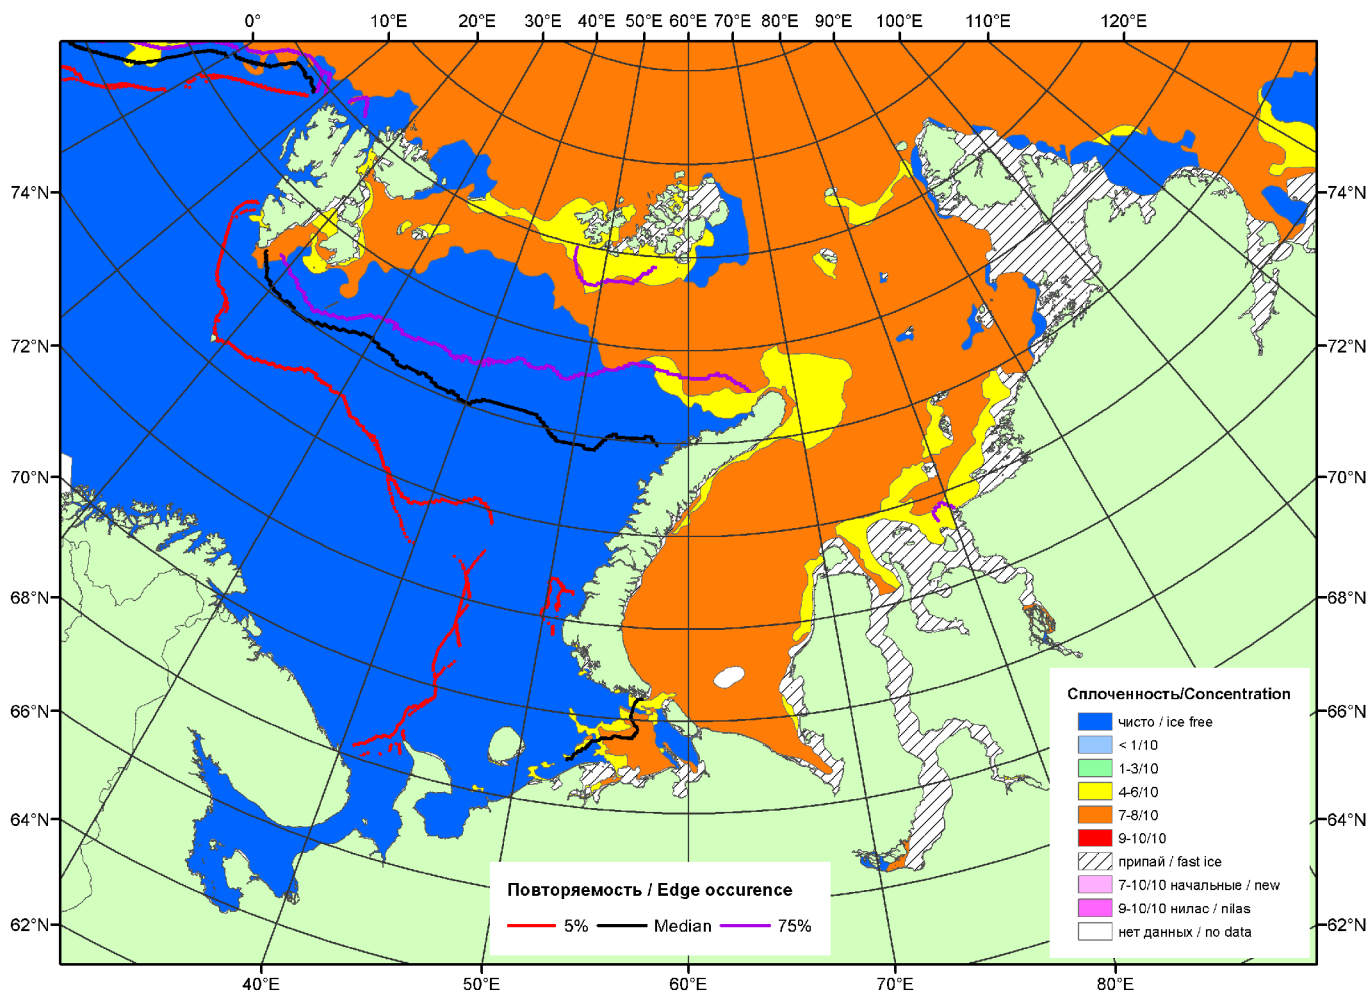 0° 10°E 20°E 30°E 40°E 50°E 60°E 70°E 80°E 90°E 100°E 110°E 120°E
74°N 74°N
72°N 72°N
70°N 70°N
68°N 68°N
66°N 66°N
64°N 64°N
62°N 62°N
Сплоченность/Concentration
чисто / ice free
< 1/10
1-3/10
4-6/10
7-8/10
9-10/10
припай / fast ice
7-10/10 начальные / new
9-10/10 нилас / nilas
нет данных / no data
Повторяемость / Edge occurence
5% Median 75%
40°E 50°E 60°E 70°E 80°E